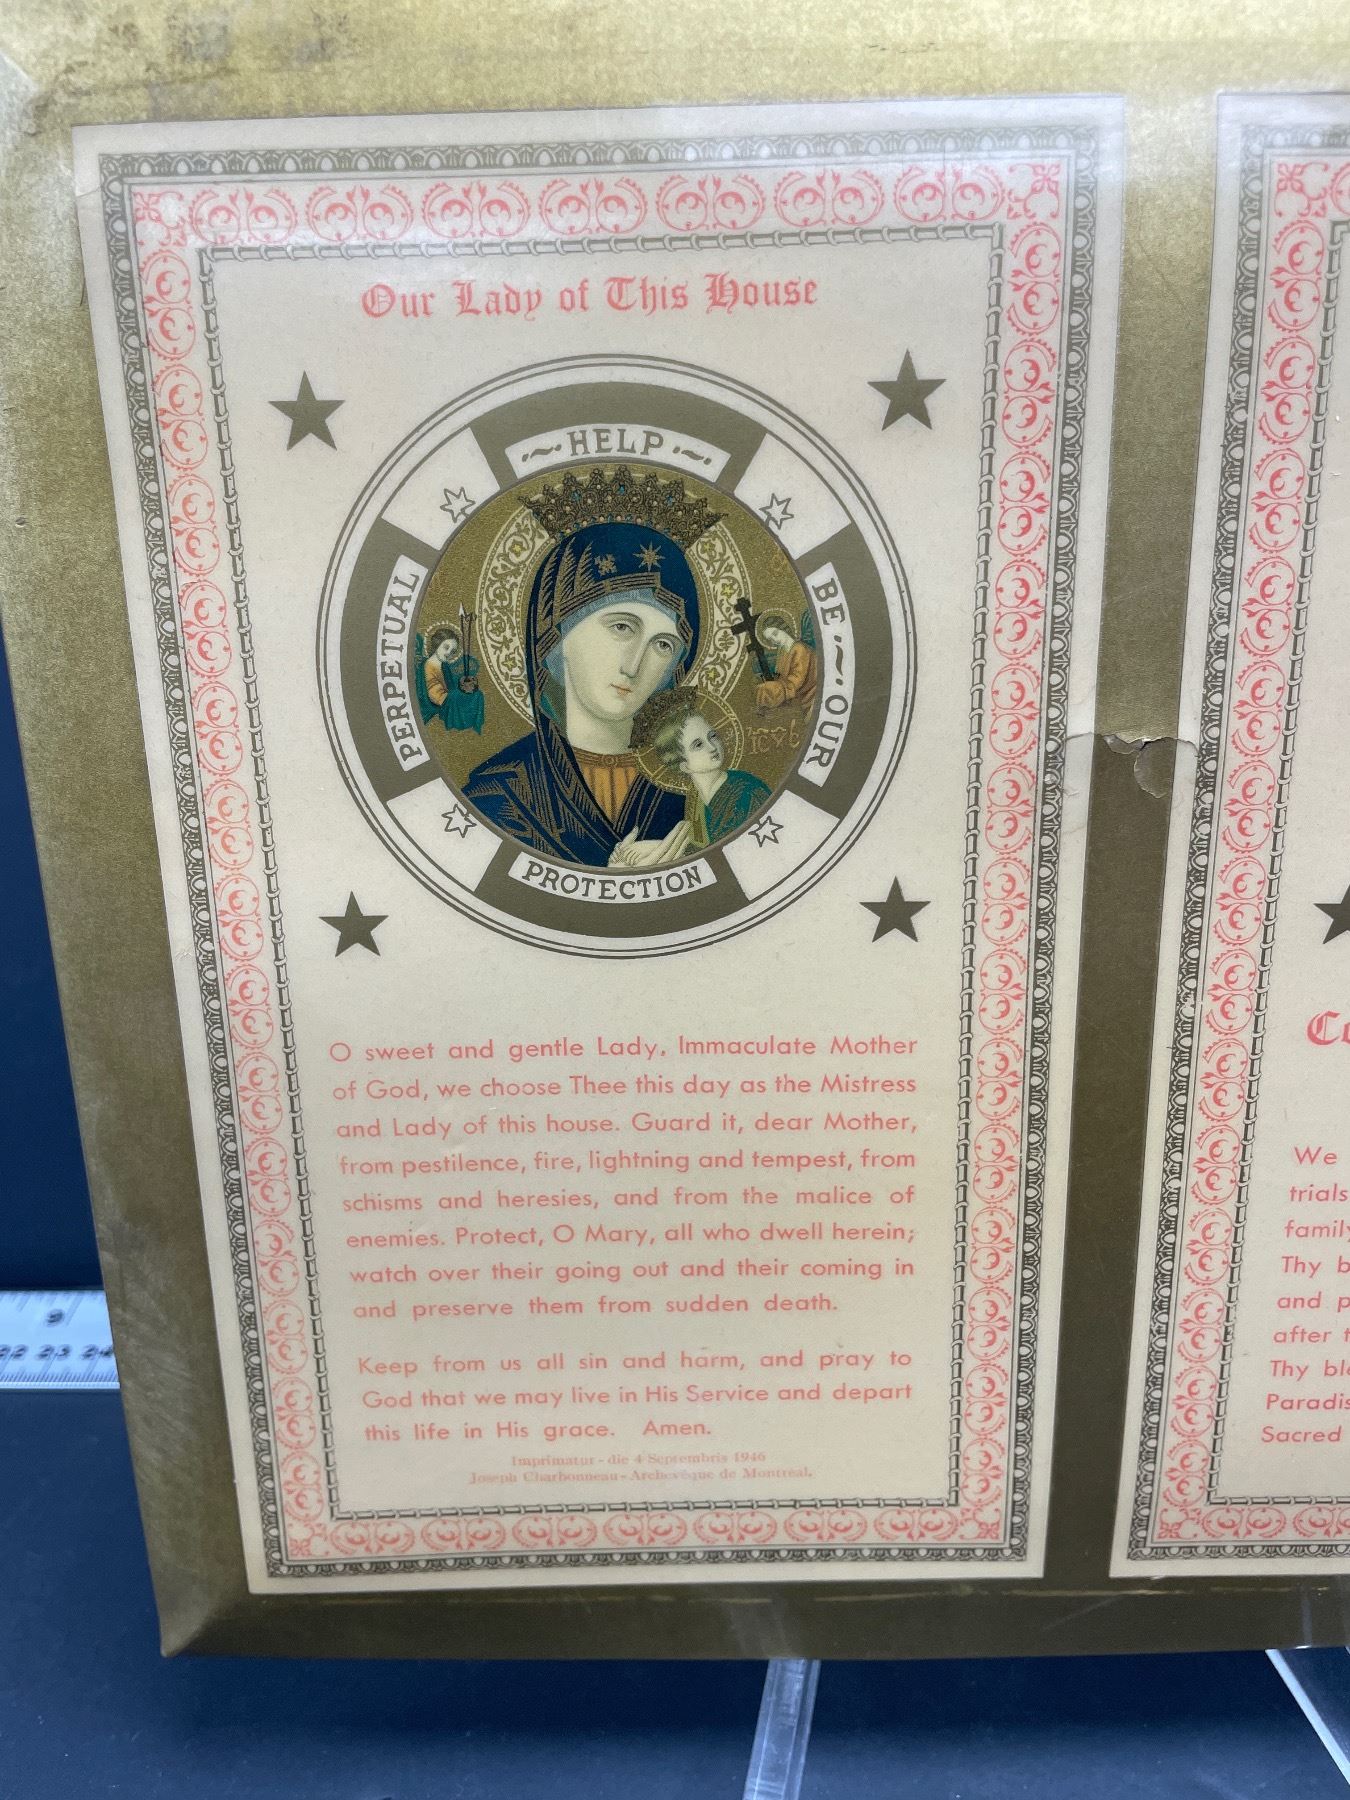 Our Lady of This House
HELP
PERPETUAL
BE OUR
PROTECTION
O sweet and gentle Lady, Immaculate Mother
of God, we choose Thee this day as the Mistress
and Lady of this house. Guard it, dear Mother,
from pestilence, fire, lightning and tempest, from
schisms and heresies, and from the malice of
enemies. Protect, O Mary, all who dwell herein;
watch over their going out and their coming in
and preserve them from sudden death.
Keep from us all sin and harm, and pray to
God that we may live in His Service and depart
this life in His grace. Amen.
Imprimatur - die 4 Septembris 1946
Joseph Charbonneau - Archevêque de Montréal.
We
trials
family
Thy b
and p
after t
Thy bl
Paradis
Sacred
9
22 23 24